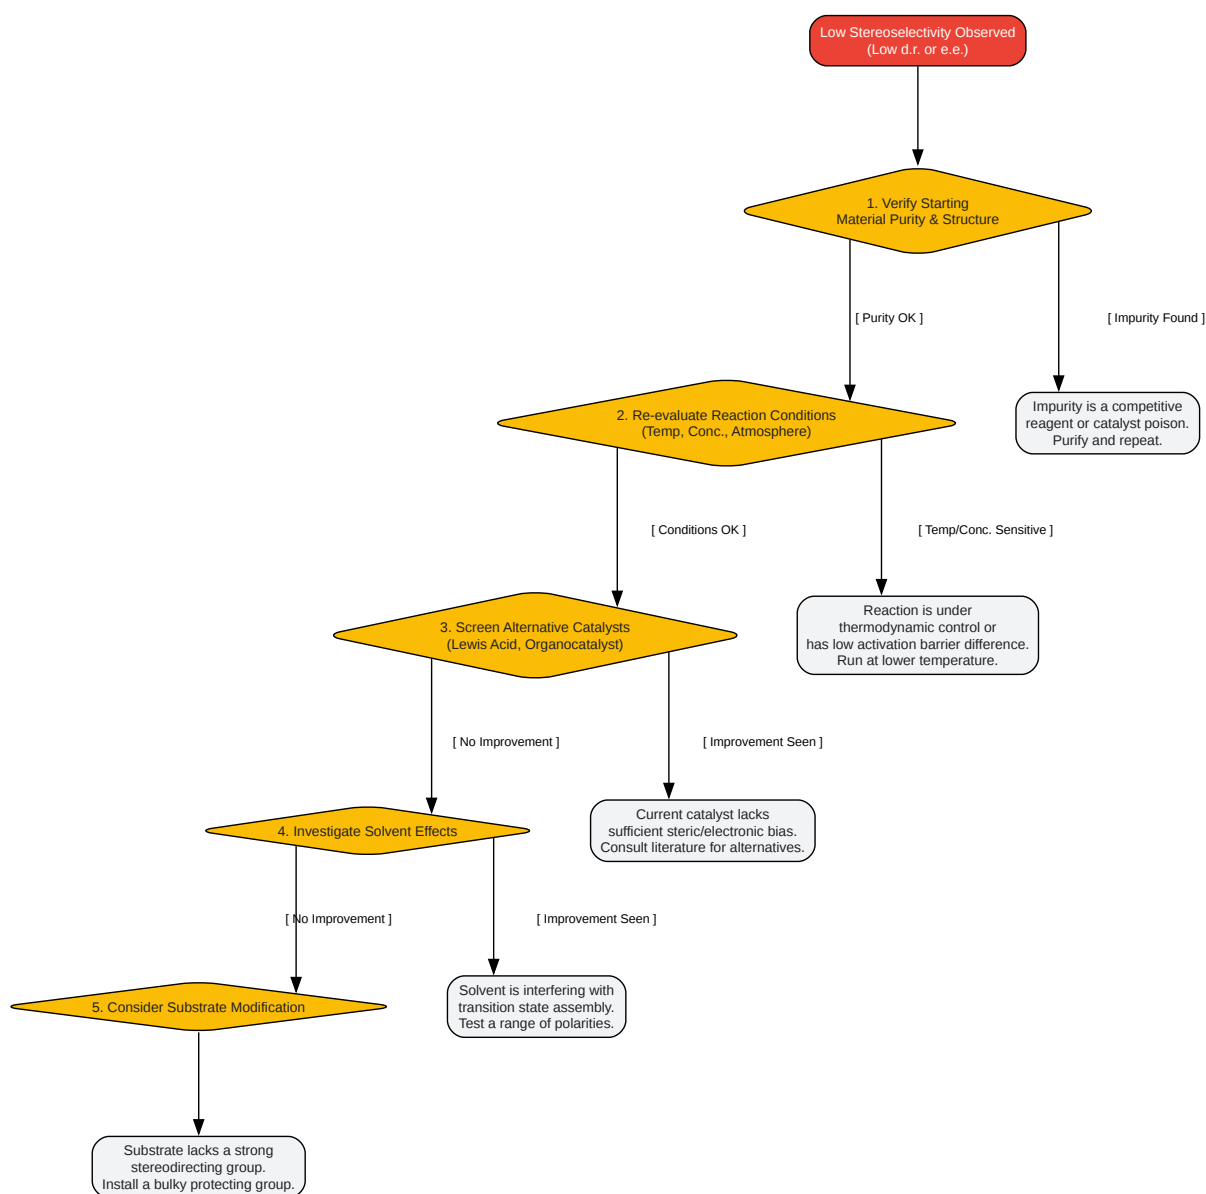 Low Stereoselectivity Observed
(Low d.r. or e.e.)
1. Verify Starting
Material Purity & Structure
[ Purity OK ]
[ Impurity Found ]
Impurity is a competitive
reagent or catalyst poison.
Purify and repeat.
2. Re-evaluate Reaction Conditions
(Temp, Conc., Atmosphere)
[ Conditions OK ]
[ Temp/Conc. Sensitive ]
Reaction is under
thermodynamic control or
has low activation barrier difference.
Run at lower temperature.
3. Screen Alternative Catalysts
(Lewis Acid, Organocatalyst)
[ No Improvement ]
[ Improvement Seen ]
Current catalyst lacks
sufficient steric/electronic bias.
Consult literature for alternatives.
4. Investigate Solvent Effects
[ No Improvement ]
[ Improvement Seen ]
Solvent is interfering with
transition state assembly.
Test a range of polarities.
5. Consider Substrate Modification
Substrate lacks a strong
stereodirecting group.
Install a bulky protecting group.